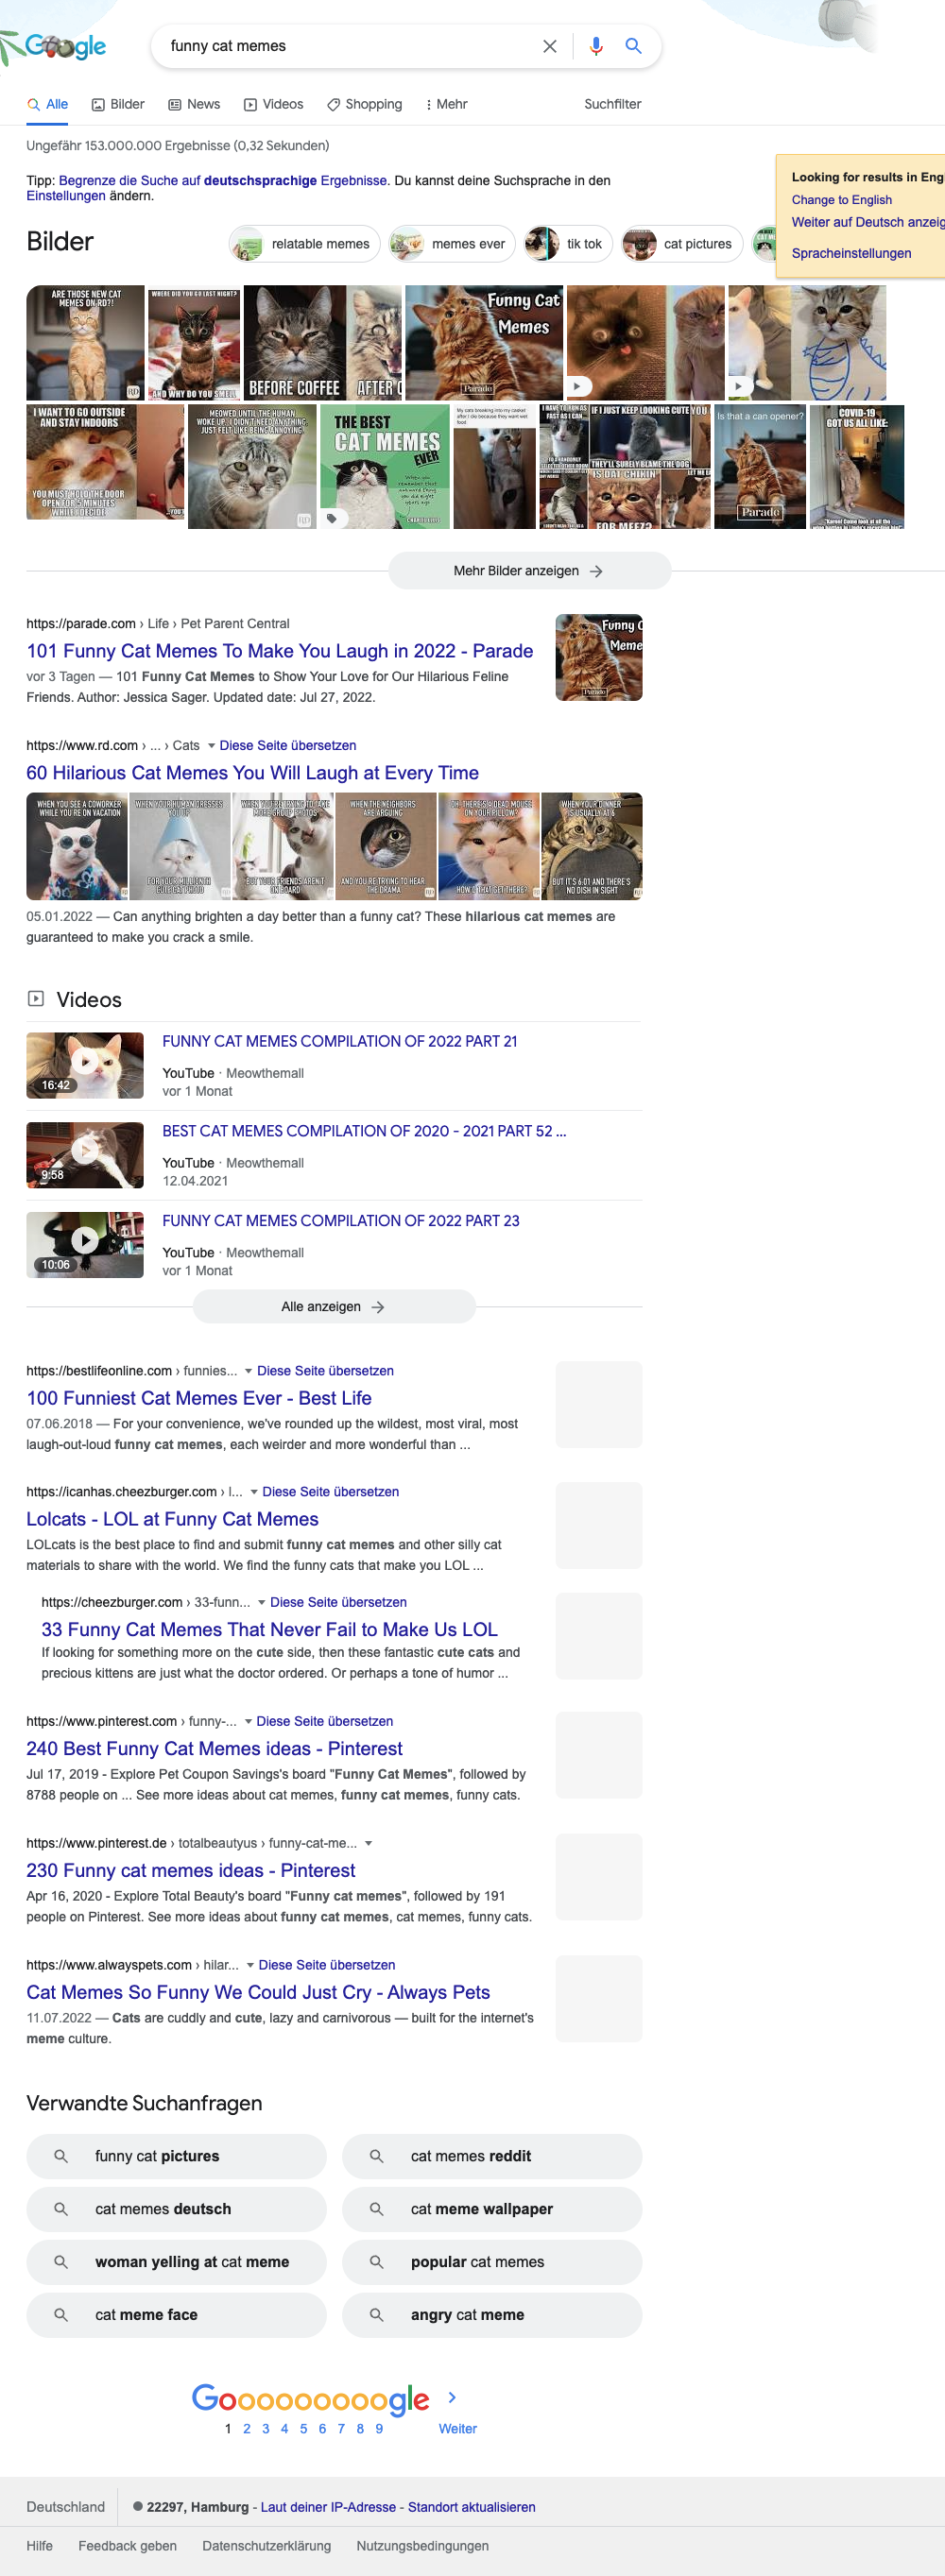 Google
funny cat memes
Alle
Bilder
News
Videos
Shopping
Mehr
Suchfilter
Ungefähr 153.000.000 Ergebnisse (0,32 Sekunden)
Tipp: Begrenze die Suche auf deutschsprachige Ergebnisse. Du kannst deine Suchsprache in den
Einstellungen ändern.
Looking for results in Engl
Change to English
Weiter auf Deutsch anzeig
Spracheinstellungen
Bilder
relatable memes
memes ever
tik tok
cat pictures
ARE THOSE NEW CAT
MEMES ON RD?!
WHERE DID YOU GO LAST NIGHT?
AND WHY DO YOU SMELL
BEFORE COFFEE
AFTER C
Funny Cat
Memes
Parade
I WANT TO GO OUTSIDE
AND STAY INDOORS
YOU MUST HOLD THE DOOR
OPEN FOR 5 MINUTES
WHILE I DECIDE
MEOWED UNTIL THE HUMAN
WOKE UP. I DIDN'T NEED ANYTHING.
JUST FELT LIKE BEING ANNOYING
THE BEST
CAT MEMES
EVER
My cats breaking into my casket
after I die because they want wet
food
I HAVE TO RUN AS
FAST AS I CAN
IF I JUST KEEP LOOKING CUTE
THEY'LL SURELY BLAME THE DOG
IS DAT CHIKIN'
FOR MEEZ?
Is that a can opener?
Parade
COVID-19
GOT US ALL LIKE:
Mehr Bilder anzeigen
https://parade.com › Life › Pet Parent Central
101 Funny Cat Memes To Make You Laugh in 2022 - Parade
vor 3 Tagen — 101 Funny Cat Memes to Show Your Love for Our Hilarious Feline
Friends. Author: Jessica Sager. Updated date: Jul 27, 2022.
Funny C
Meme
Parade
https://www.rd.com › ... › Cats
Diese Seite übersetzen
60 Hilarious Cat Memes You Will Laugh at Every Time
WHEN YOU SEE A COWORKER
WHILE YOU'RE ON VACATION
WHEN YOUR HUMAN DRESSES
YOU UP
FOR YOUR MILLIONTH
CUTE CAT PHOTO
WHEN YOU'RE TRYING TO TAKE
MORE GROUP PHOTOS
BUT YOUR FRIENDS AREN'T
ON BOARD
WHEN THE NEIGHBORS
ARE ARGUING
AND YOU'RE TRYING TO HEAR
THE DRAMA
OH, THERE'S A DEAD MOUSE
ON YOUR PILLOW?
HOW'D THAT GET THERE?
WHEN YOUR DINNER
IS USUALLY AT 6
BUT IT'S 6:01 AND THERE'S
NO DISH IN SIGHT
05.01.2022 — Can anything brighten a day better than a funny cat? These hilarious cat memes are
guaranteed to make you crack a smile.
Videos
FUNNY CAT MEMES COMPILATION OF 2022 PART 21
YouTube · Meowthemall
vor 1 Monat
16:42
BEST CAT MEMES COMPILATION OF 2020 - 2021 PART 52 ...
YouTube · Meowthemall
12.04.2021
9:58
FUNNY CAT MEMES COMPILATION OF 2022 PART 23
YouTube · Meowthemall
vor 1 Monat
10:06
Alle anzeigen
https://bestlifeonline.com › funnies...
Diese Seite übersetzen
100 Funniest Cat Memes Ever - Best Life
07.06.2018 — For your convenience, we've rounded up the wildest, most viral, most
laugh-out-loud funny cat memes, each weirder and more wonderful than ...
https://icanhas.cheezburger.com › l...
Diese Seite übersetzen
Lolcats - LOL at Funny Cat Memes
LOLcats is the best place to find and submit funny cat memes and other silly cat
materials to share with the world. We find the funny cats that make you LOL ...
https://cheezburger.com › 33-funn...
Diese Seite übersetzen
33 Funny Cat Memes That Never Fail to Make Us LOL
If looking for something more on the cute side, then these fantastic cute cats and
precious kittens are just what the doctor ordered. Or perhaps a tone of humor ...
https://www.pinterest.com › funny-...
Diese Seite übersetzen
240 Best Funny Cat Memes ideas - Pinterest
Jul 17, 2019 - Explore Pet Coupon Savings's board "Funny Cat Memes", followed by
8788 people on ... See more ideas about cat memes, funny cat memes, funny cats.
https://www.pinterest.de › totalbeautyus › funny-cat-me...
230 Funny cat memes ideas - Pinterest
Apr 16, 2020 - Explore Total Beauty's board "Funny cat memes", followed by 191
people on Pinterest. See more ideas about funny cat memes, cat memes, funny cats.
https://www.alwayspets.com › hilar...
Diese Seite übersetzen
Cat Memes So Funny We Could Just Cry - Always Pets
11.07.2022 — Cats are cuddly and cute, lazy and carnivorous — built for the internet's
meme culture.
Verwandte Suchanfragen
funny cat pictures
cat memes reddit
cat memes deutsch
cat meme wallpaper
woman yelling at cat meme
popular cat memes
cat meme face
angry cat meme
Gooooooooogle
1 2 3 4 5 6 7 8 9
Weiter
Deutschland
22297, Hamburg - Laut deiner IP-Adresse - Standort aktualisieren
Hilfe
Feedback geben
Datenschutzerklärung
Nutzungsbedingungen